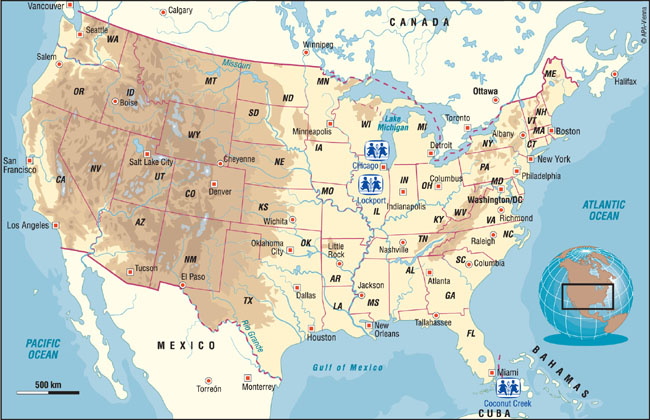 Vancouver
Calgary
CANADA
© APA-Vienna
Seattle
WA
Winnipeg
Salem
Missouri
MT
ND
MN
ME
Halifax
OR
ID
Boise
Ottawa
SD
Minneapolis
WI
Lake
Michigan
MI
Toronto
VT
NH
Albany
MA
Boston
WY
IA
Detroit
NY
CT
Salt Lake City
Cheyenne
NE
Chicago
New York
San
Francisco
NV
UT
Denver
CO
MO
Lockport
IL
IN
Indianapolis
OH
Columbus
PA
Philadelphia
MD
Washington/DC
CA
KS
Wichita
KY
WV
VA
Richmond
ATLANTIC
OCEAN
Los Angeles
AZ
NM
Oklahoma
City
OK
Little
Rock
Nashville
TN
Raleigh
NC
Tucson
El Paso
AR
Jackson
AL
Atlanta
SC
Columbia
TX
Dallas
LA
MS
GA
Rio Grande
Houston
New
Orleans
Tallahassee
FL
PACIFIC
OCEAN
MEXICO
Gulf of Mexico
Miami
BAHAMAS
500 km
Torreón
Monterrey
Coconut Creek
CUBA